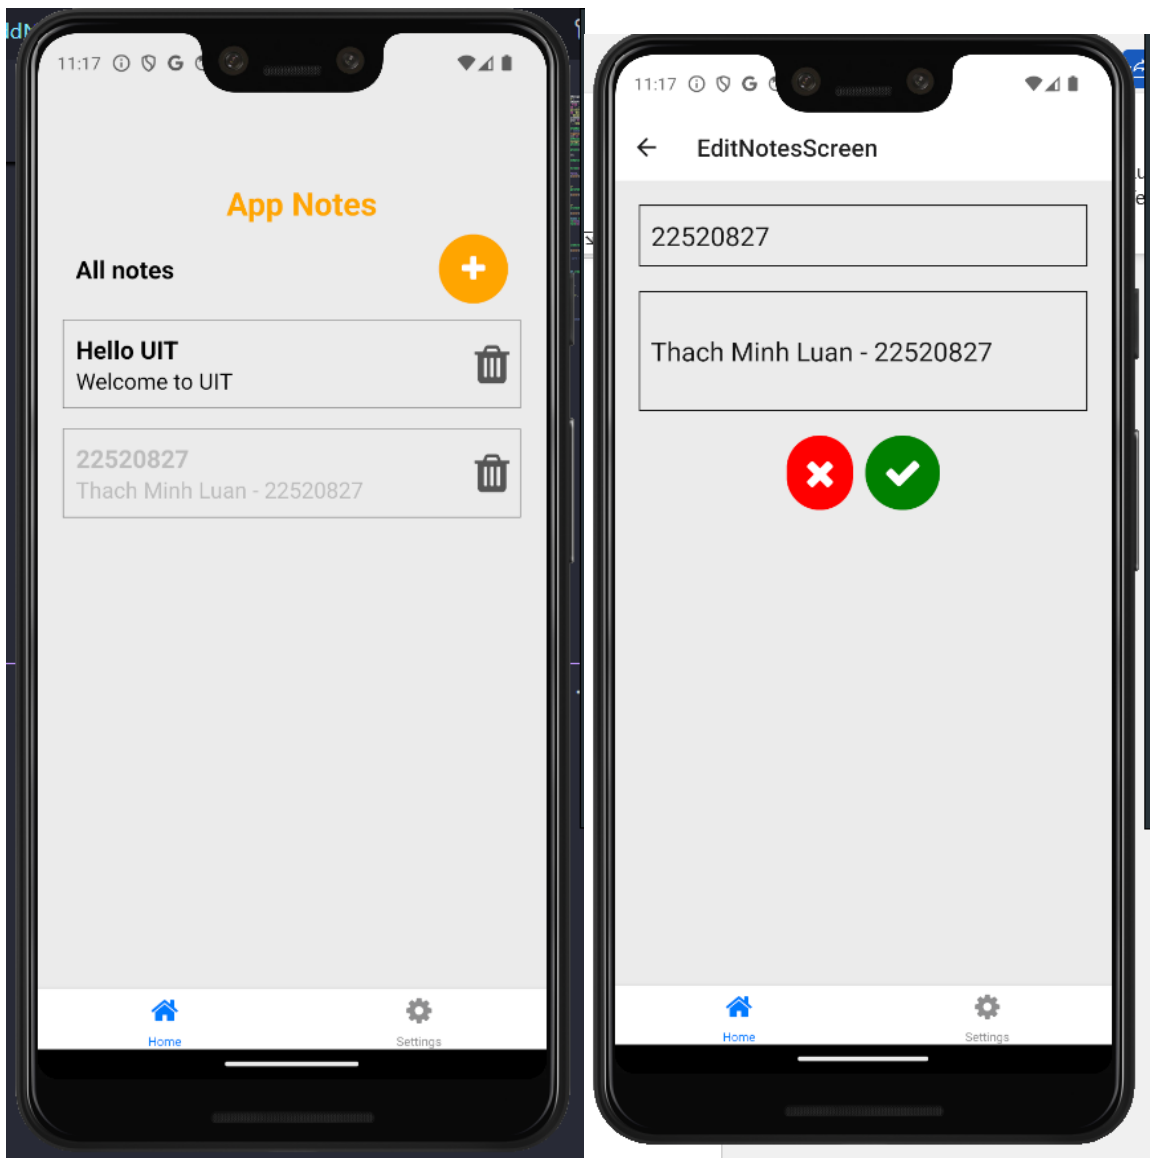 11:17
App Notes
All notes
Hello UIT
Welcome to UIT
22520827
Thach Minh Luan - 22520827
Home
Settings
11:17
EditNotesScreen
22520827
Thach Minh Luan - 22520827
Home
Settings